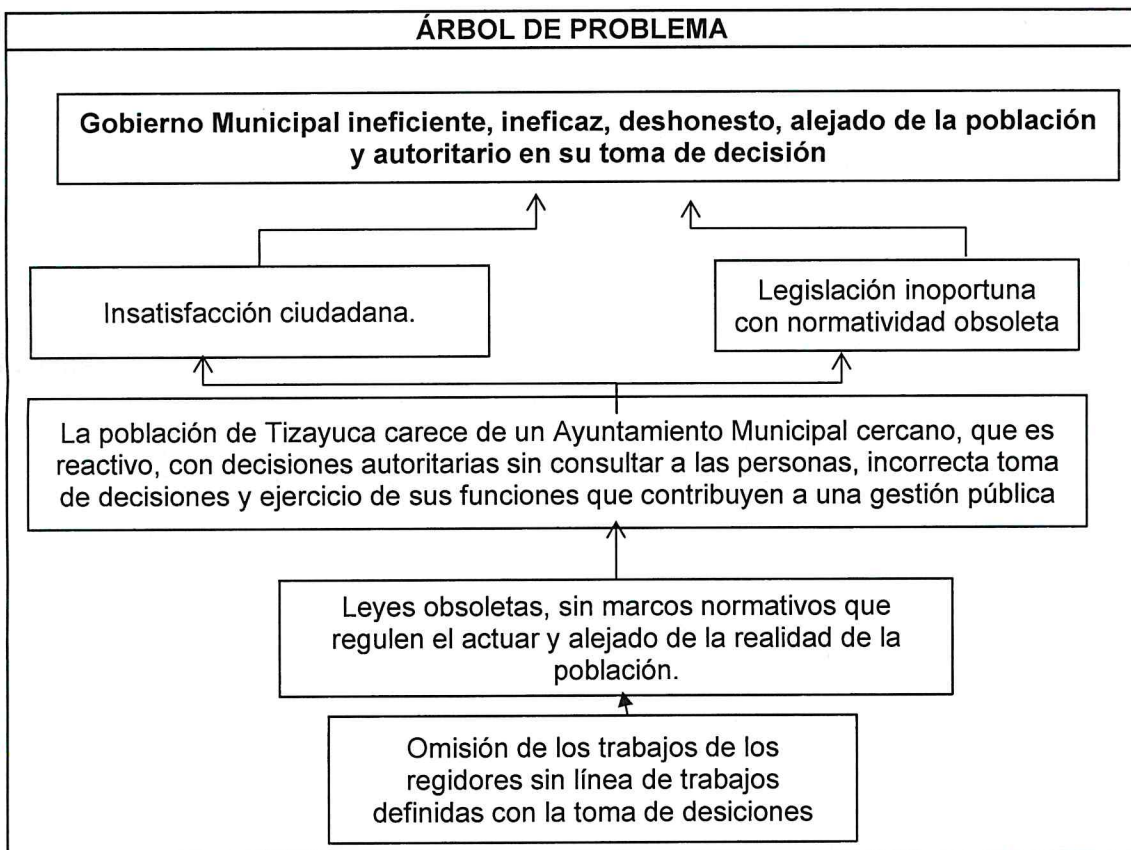 ÁRBOL DE PROBLEMA
Gobierno Municipal ineficiente, ineficaz, deshonesto, alejado de la población
y autoritario en su toma de decisión
Insatisfacción ciudadana.
Legislación inoportuna
con normatividad obsoleta
La población de Tizayuca carece de un Ayuntamiento Municipal cercano, que es
reactivo, con decisiones autoritarias sin consultar a las personas, incorrecta toma
de decisiones y ejercicio de sus funciones que contribuyen a una gestión pública
Leyes obsoletas, sin marcos normativos que
regulen el actuar y alejado de la realidad de la
población.
Omisión de los trabajos de los
regidores sin línea de trabajos
definidas con la toma de desiciones